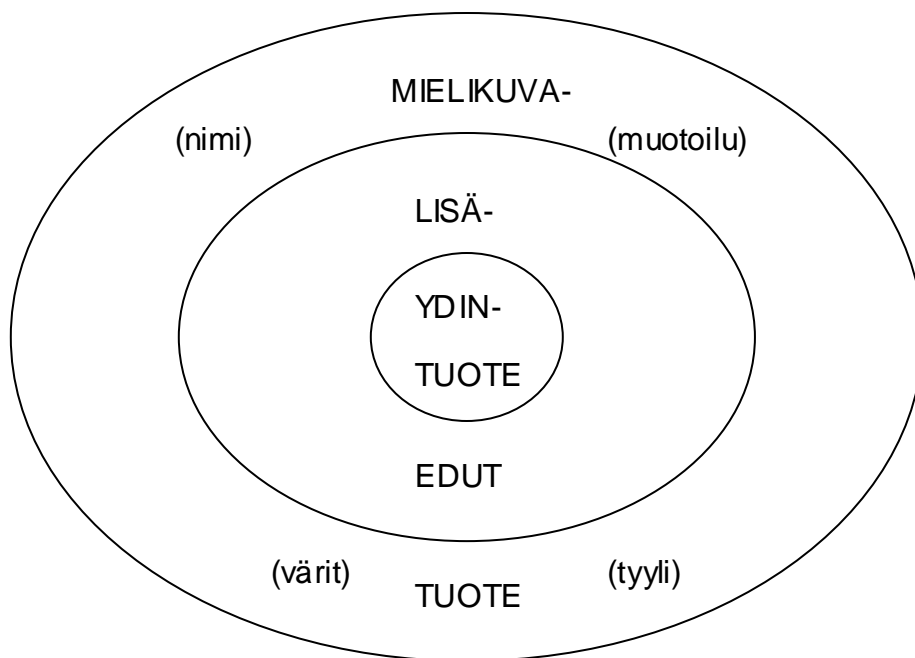 MIELIKUVA-
(nimi) (muotoilu)
LISÄ-
YDIN-
TUOTE
EDUT
(värit) (tyyli)
TUOTE